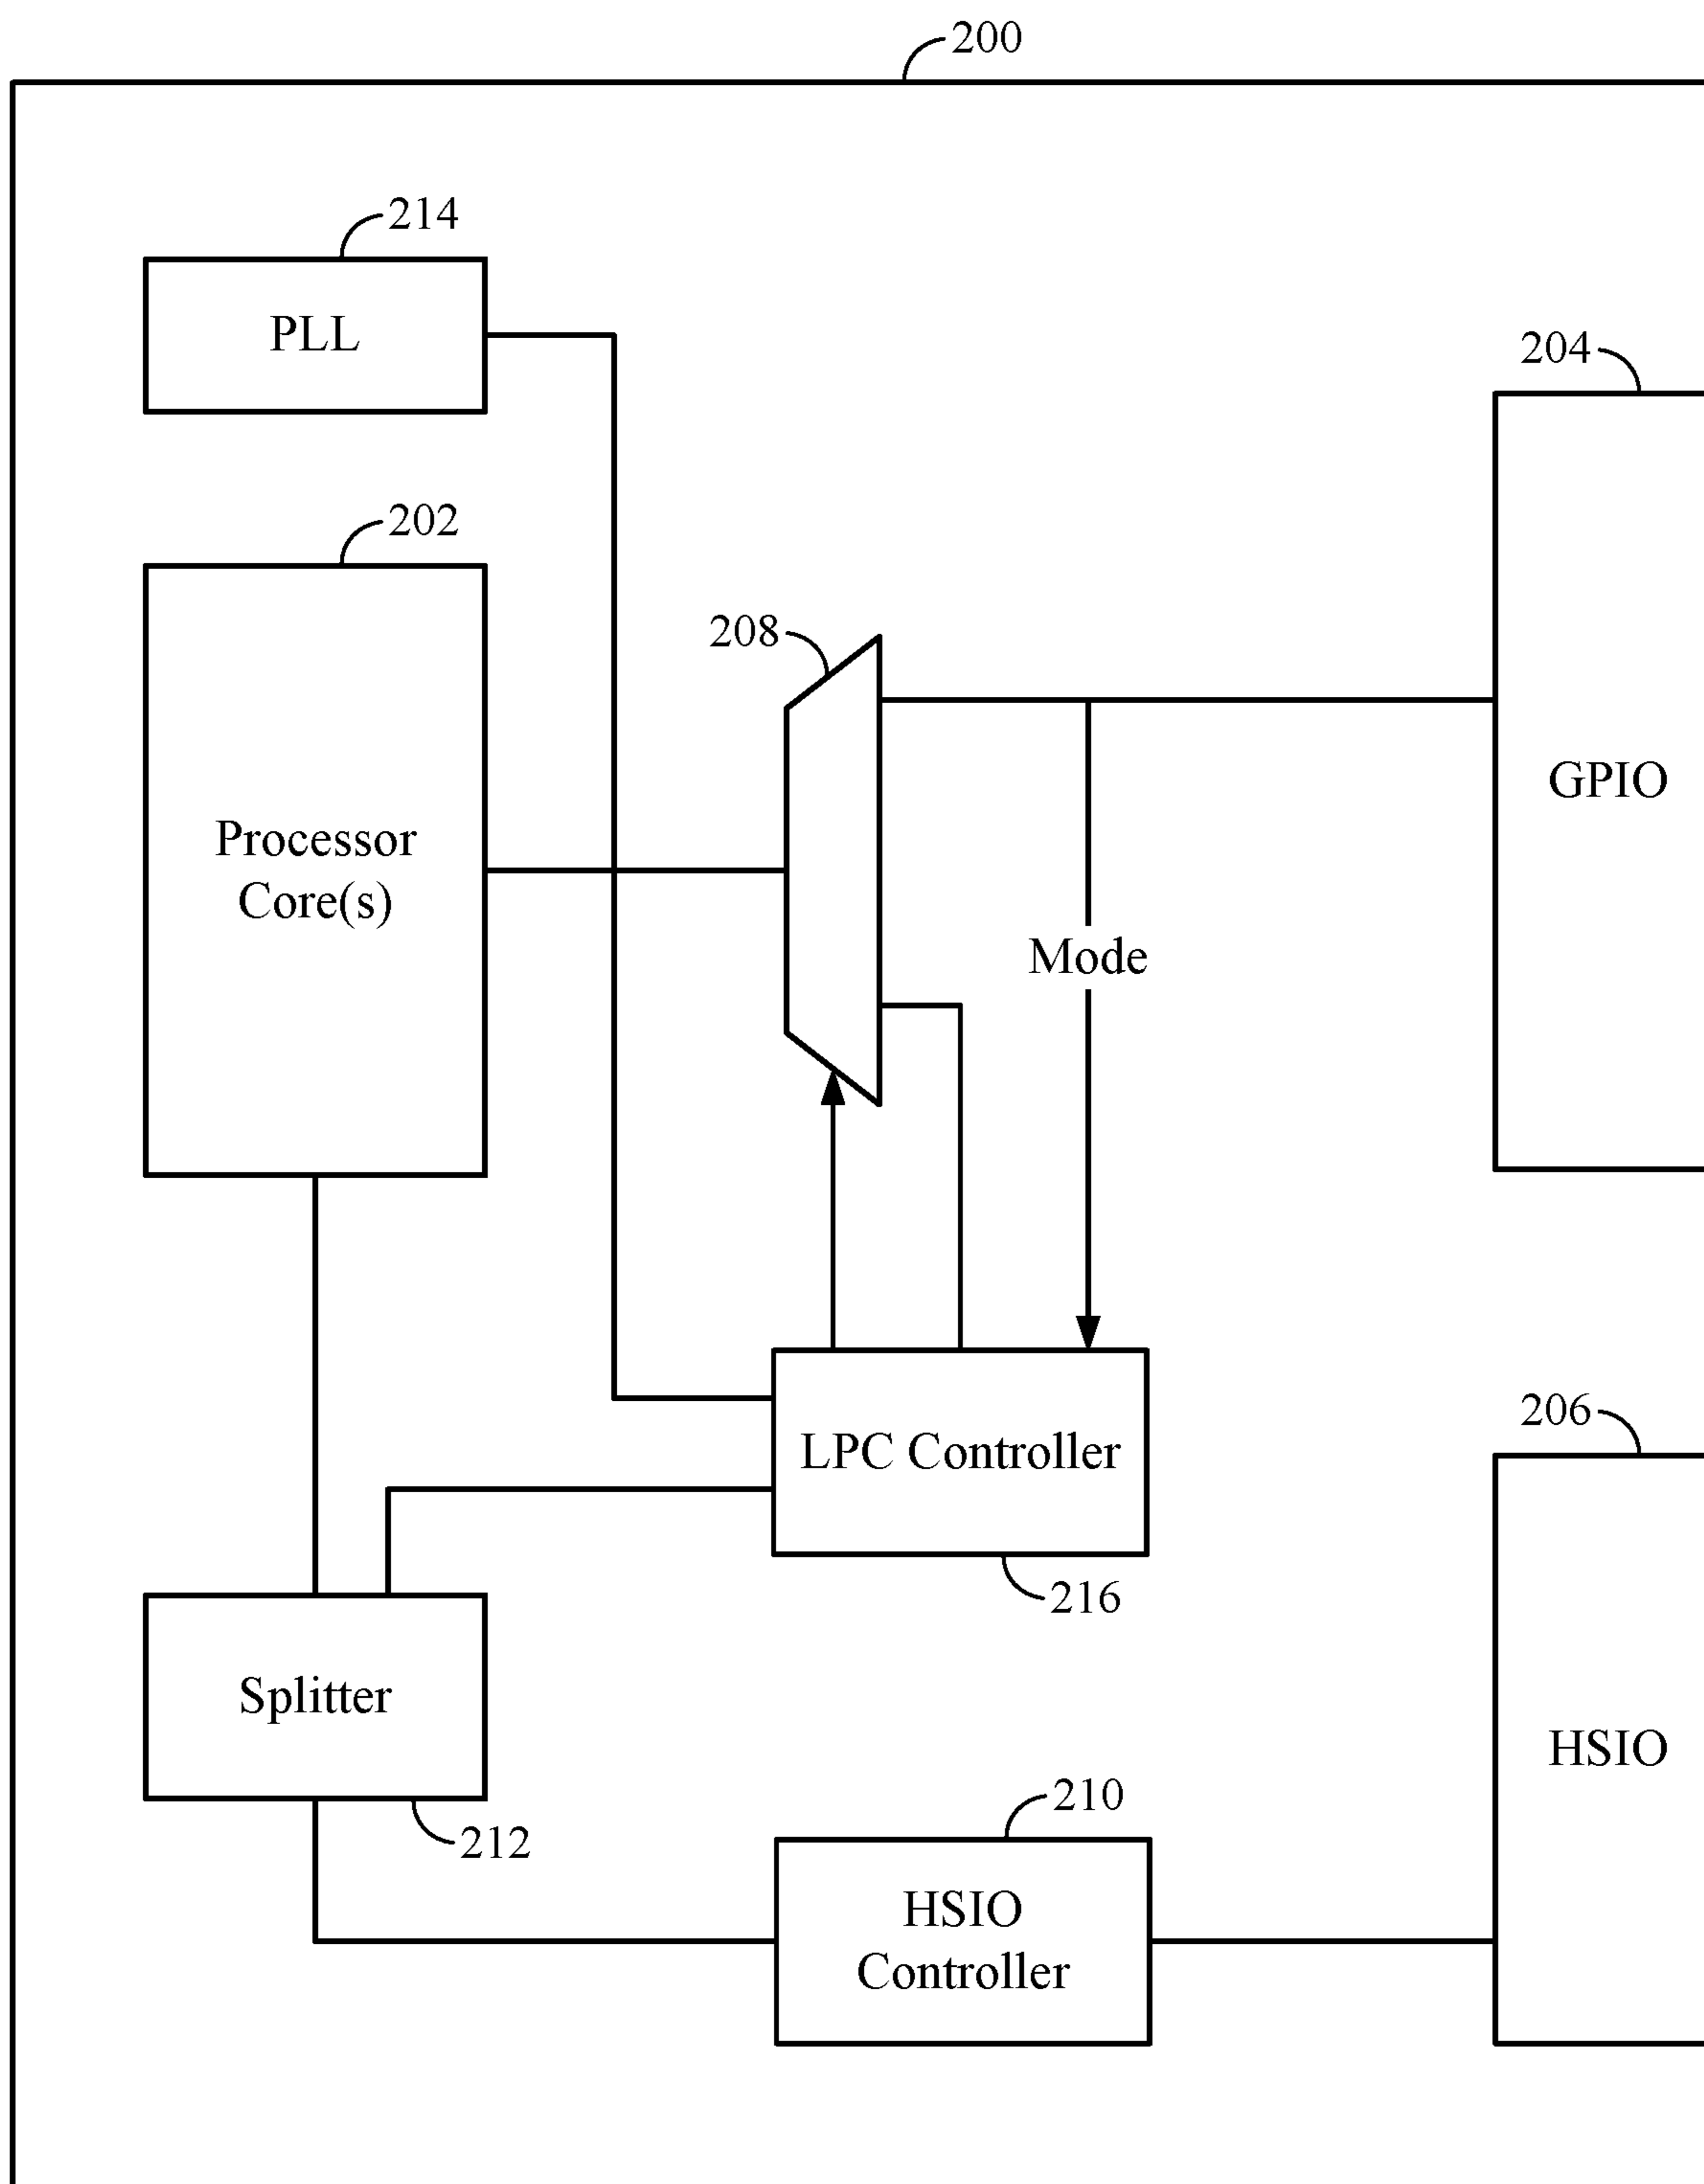 200
214
PLL
204
202
208
GPIO
Processor
Core(s)
Mode
206
LPC Controller
216
Splitter
HSIO
210
212
HSIO
Controller